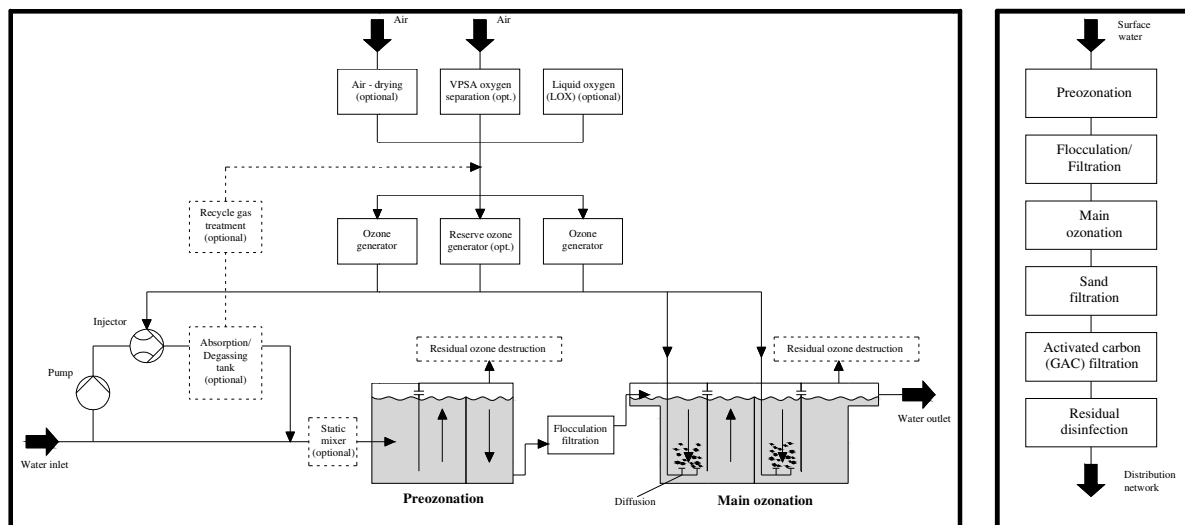 Air
Air
Air - drying
(optional)
VPSA oxygen
separation (opt.)
Liquid oxygen
(LOX) (optional)
Recycle gas
treatment
(optional)
Ozone
generator
Reserve ozone
generator (opt.)
Ozone
generator
Injector
Absorption/
Degassing
tank
(optional)
Pump
Residual ozone destruction
Residual ozone destruction
Water inlet
Static
mixer
(optional)
Flocculation
filtration
Water outlet
Preozonation
Diffusion
Main ozonation
Surface
water
Preozonation
Flocculation/
Filtration
Main
ozonation
Sand
filtration
Activated carbon
(GAC) filtration
Residual
disinfection
Distribution
network